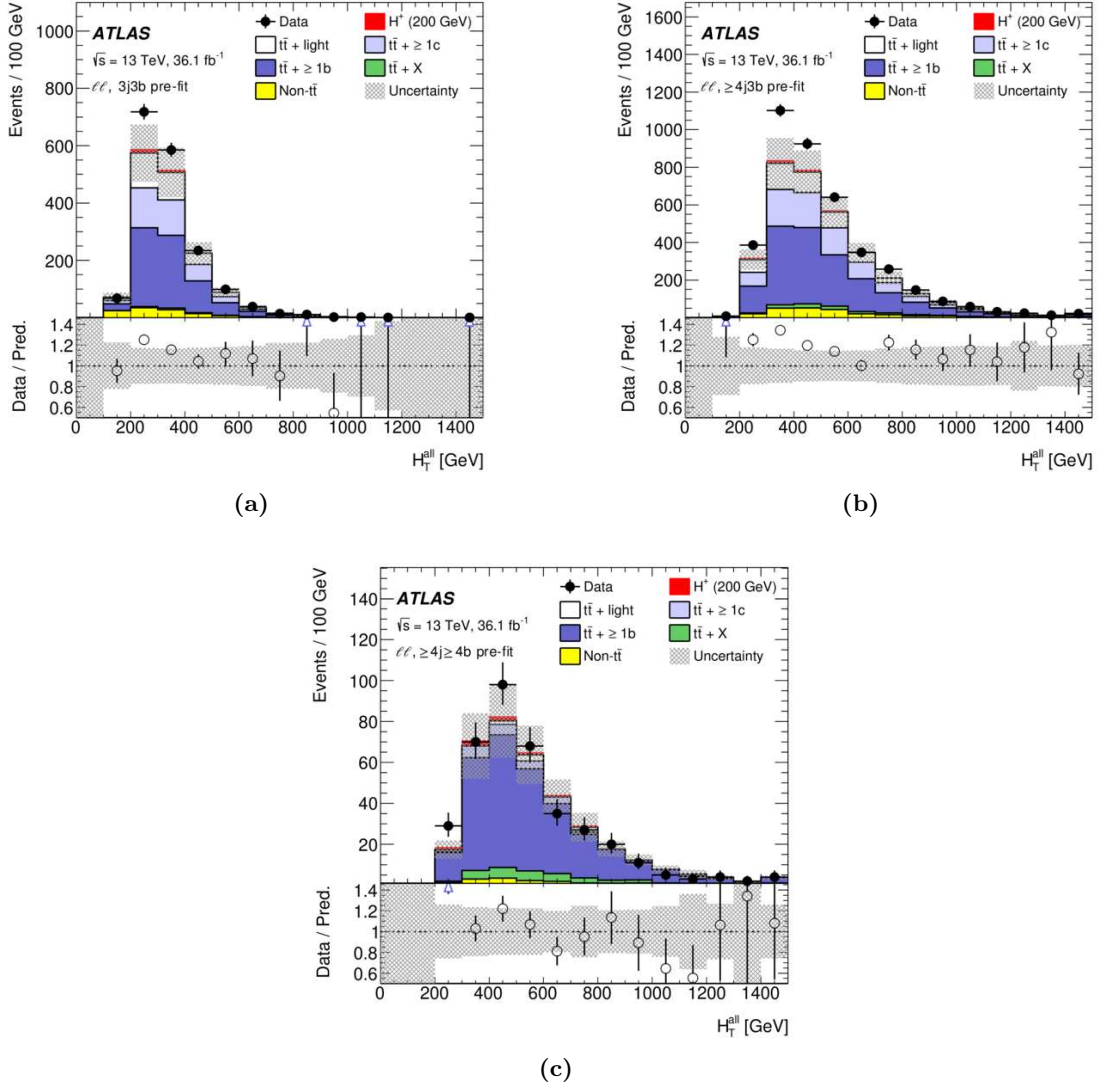 Events / 100 GeV
1000
800
600
400
200
ATLAS
√s = 13 TeV, 36.1 fb⁻¹
ℓℓ, 3j3b pre-fit
Data
tt̄ + light
tt̄ + ≥ 1b
Non-tt̄
H⁺ (200 GeV)
tt̄ + ≥ 1c
tt̄ + X
Uncertainty
Data / Pred.
1.4
1.2
1
0.8
0.6
0 200 400 600 800 1000 1200 1400
H_T^all [GeV]
(a)
Events / 100 GeV
1600
1400
1200
1000
800
600
400
200
ATLAS
√s = 13 TeV, 36.1 fb⁻¹
ℓℓ, ≥4j3b pre-fit
Data
tt̄ + light
tt̄ + ≥ 1b
Non-tt̄
H⁺ (200 GeV)
tt̄ + ≥ 1c
tt̄ + X
Uncertainty
Data / Pred.
1.4
1.2
1
0.8
0.6
0 200 400 600 800 1000 1200 1400
H_T^all [GeV]
(b)
Events / 100 GeV
140
120
100
80
60
40
20
ATLAS
√s = 13 TeV, 36.1 fb⁻¹
ℓℓ, ≥4j≥4b pre-fit
Data
tt̄ + light
tt̄ + ≥ 1b
Non-tt̄
H⁺ (200 GeV)
tt̄ + ≥ 1c
tt̄ + X
Uncertainty
Data / Pred.
1.4
1.2
1
0.8
0.6
0 200 400 600 800 1000 1200 1400
H_T^all [GeV]
(c)